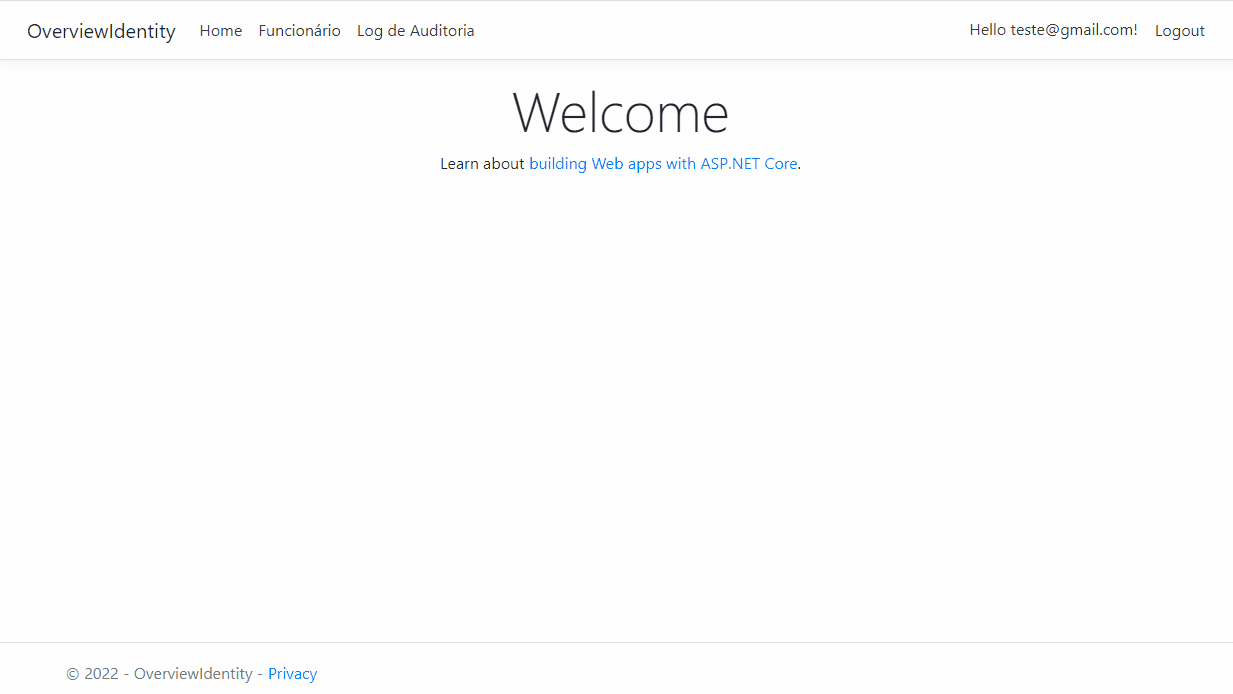 OverviewIdentity Home Funcionário Log de Auditoria Hello teste@gmail.com! Logout
Welcome
Learn about building Web apps with ASP.NET Core.
© 2022 - OverviewIdentity - Privacy